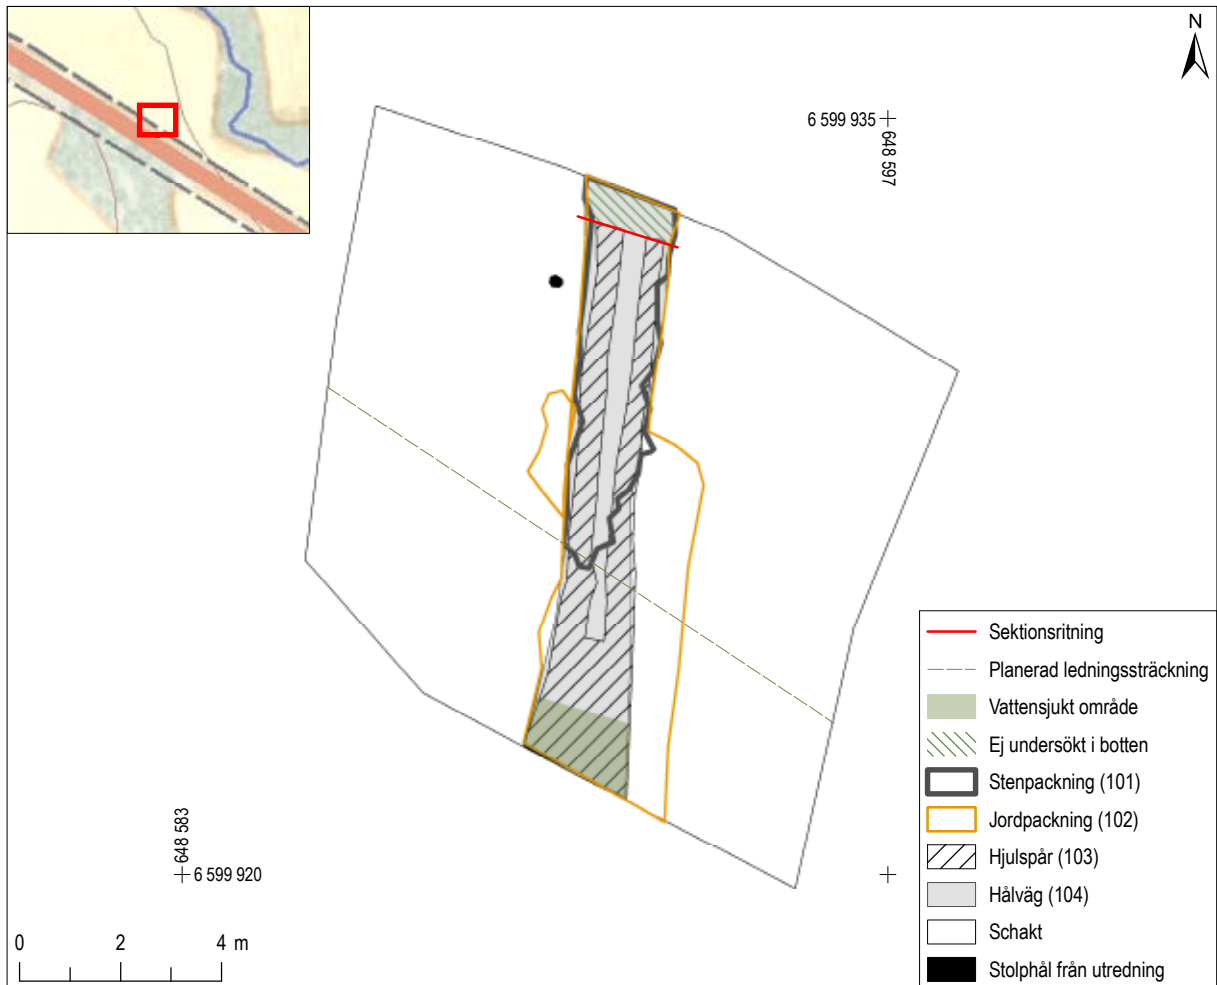 N
6 599 935
648 597
Sektionsritning
Planerad ledningssträckning
Vattensjukt område
Ej undersökt i botten
Stenpackning (101)
Jordpackning (102)
Hjulspår (103)
Hålväg (104)
Schakt
Stolphål från utredning
648 583
6 599 920
0 2 4 m